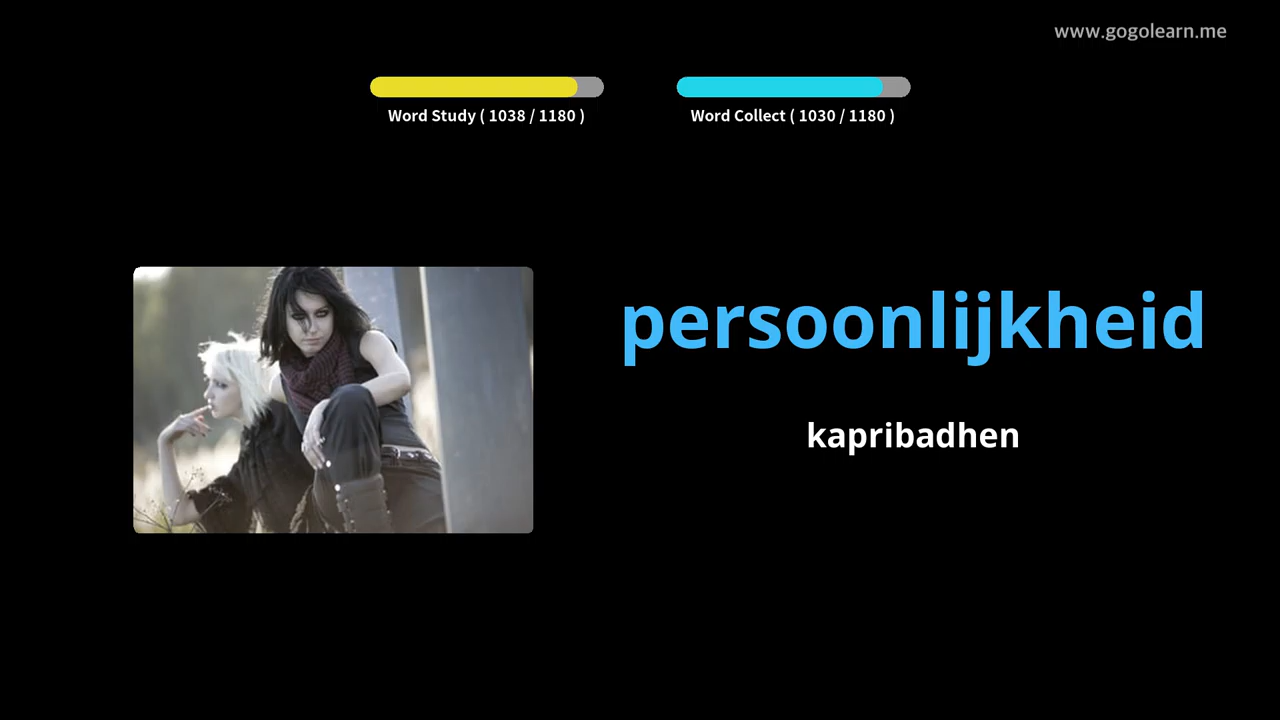 www.gogolearn.me
Word Study ( 1038 / 1180 )
Word Collect ( 1030 / 1180 )
persoonlijkheid
kapribadhen